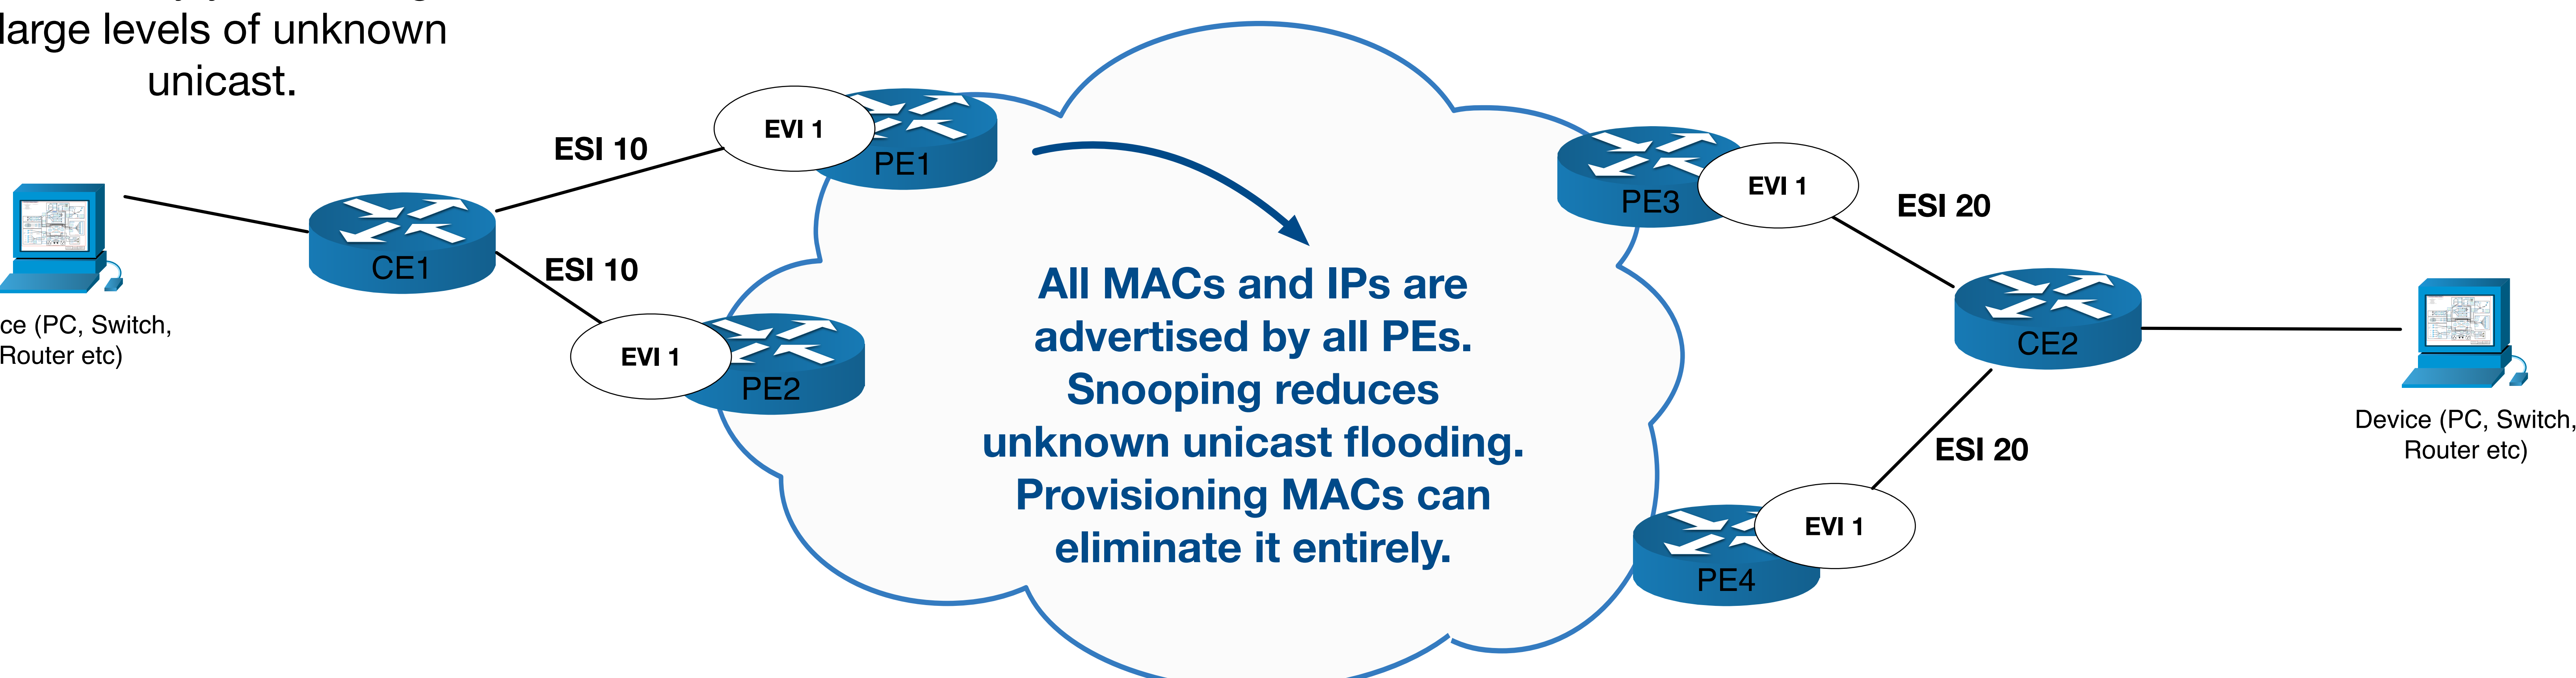 large levels of unknown
unicast.
ESI 10
EVI 1
PE1
CE1
ESI 10
EVI 1
PE2
(PC, Switch,
Router etc)
All MACs and IPs are
advertised by all PEs.
Snooping reduces
unknown unicast flooding.
Provisioning MACs can
eliminate it entirely.
PE3
EVI 1
ESI 20
CE2
ESI 20
EVI 1
PE4
Device (PC, Switch,
Router etc)